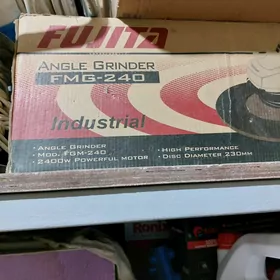 FUJITA
ANGLE GRINDER
FMG-240
Industrial
• ANGLE GRINDER
• MOD. FGM-240
• 2400W POWERFUL MOTOR
• HIGH PERFORMANCE
• DISC DIAMETER 230MM
Ronix